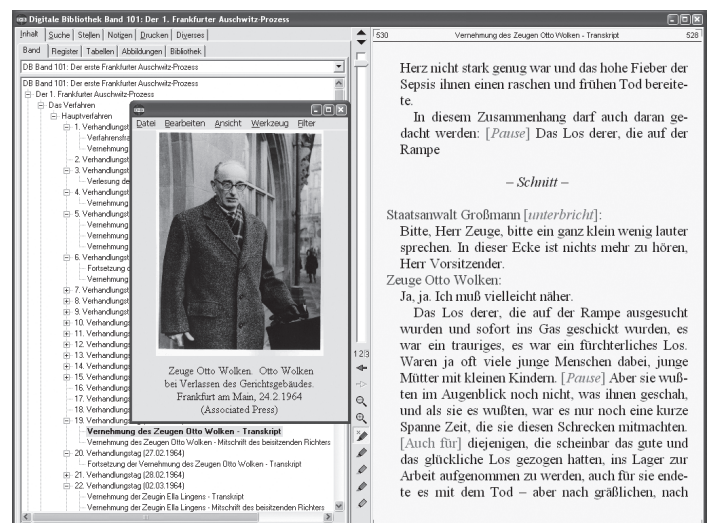 Digitale Bibliothek Band 101: Der 1. Frankfurter Auschwitz-Prozess
Inhalt Suche Stellen Notizen Drucken Diverses
Band Register Tabellen Abbildungen Bibliothek
DB Band 101: Der erste Frankfurter Auschwitz-Prozess
DB Band 101: Der erste Frankfurter Auschwitz-Prozess
Der 1. Frankfurter Auschwitz-Prozess
Das Verfahren
Hauptverfahren
1. Verhandlungst
Verfahrensfra
Vernehmung
2. Verhandlungst
3. Verhandlungst
Verlesung de
4. Verhandlungst
Vernehmung
5. Verhandlungst
Vernehmung
Vernehmung
Vernehmung
6. Verhandlungst
Fortsetzung d
Vernehmung
7. Verhandlungst
8. Verhandlungst
9. Verhandlungst
10. Verhandlungs
11. Verhandlungs
12. Verhandlungs
13. Verhandlungs
14. Verhandlungs
15. Verhandlungs
16. Verhandlungs
17. Verhandlungs
18. Verhandlungs
19. Verhandlungs
Vernehmung des Zeugen Otto Wolken - Transkript
Vernehmung des Zeugen Otto Wolken - Mitschrift des beisitzenden Richters
20. Verhandlungstag (27.02.1964)
Fortsetzung der Vernehmung des Zeugen Otto Wolken - Transkript
21. Verhandlungstag (28.02.1964)
22. Verhandlungstag (02.03.1964)
Vernehmung der Zeugin Ella Lingens - Transkript
Vernehmung der Zeugin Ella Lingens - Mitschrift des beisitzenden Richters
Datei Bearbeiten Ansicht Werkzeug Filter
Zeuge Otto Wolken. Otto Wolken
bei Verlassen des Gerichtsgebäudes.
Frankfurt am Main, 24.2.1964
(Associated Press)
1 2/3
530 Vernehmung des Zeugen Otto Wolken - Transkript 528
Herz nicht stark genug war und das hohe Fieber der
Sepsis ihnen einen raschen und frühen Tod bereite-
te.
In diesem Zusammenhang darf auch daran ge-
dacht werden: [Pause] Das Los derer, die auf der
Rampe
– Schnitt –
Staatsanwalt Großmann [unterbricht]:
Bitte, Herr Zeuge, bitte ein ganz klein wenig lauter
sprechen. In dieser Ecke ist nichts mehr zu hören,
Herr Vorsitzender.
Zeuge Otto Wolken:
Ja, ja. Ich muß vielleicht näher.
Das Los derer, die auf der Rampe ausgesucht
wurden und sofort ins Gas geschickt wurden, es
war ein trauriges, es war ein fürchterliches Los.
Waren ja oft viele junge Menschen dabei, junge
Mütter mit kleinen Kindern. [Pause] Aber sie wuß-
ten im Augenblick noch nicht, was ihnen geschah,
und als sie es wußten, war es nur noch eine kurze
Spanne Zeit, die sie diesen Schrecken mitmachten.
[Auch für] diejenigen, die scheinbar das gute und
das glückliche Los gezogen hatten, ins Lager zur
Arbeit aufgenommen zu werden, auch für sie ende-
te es mit dem Tod – aber nach gräßlichen, nach